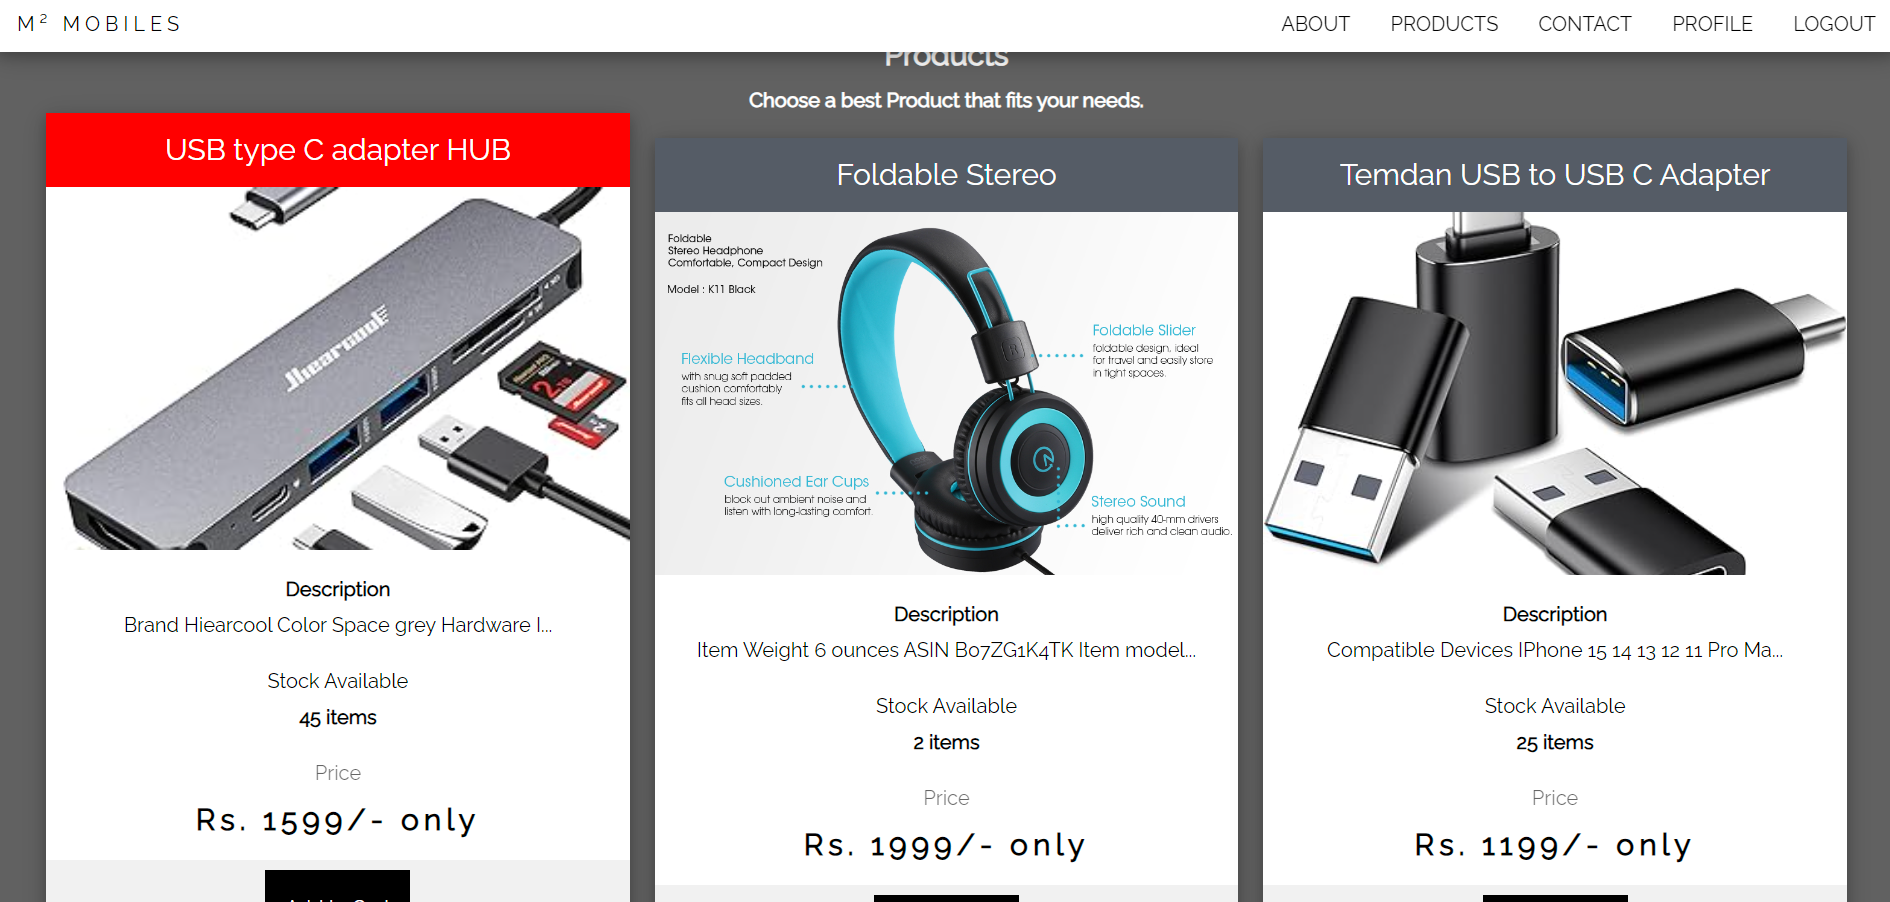 M² MOBILES
ABOUT PRODUCTS CONTACT PROFILE LOGOUT
Products
Choose a best Product that fits your needs.
USB type C adapter HUB
Hiearcool
Description
Brand Hiearcool Color Space grey Hardware I...
Stock Available
45 items
Price
Rs. 1599/- only
Foldable Stereo
Foldable
Stereo Headphone
Comfortable, Compact Design
Model : K11 Black
Flexible Headband
with snug soft padded
cushion comfortably
fits all head sizes.
Foldable Slider
foldable design, ideal
for travel and easily store
in tight spaces.
R
Cushioned Ear Cups
block out ambient noise and
listen with long-lasting comfort.
Stereo Sound
high quality 40-mm drivers
deliver rich and clean audio.
Description
Item Weight 6 ounces ASIN B07ZG1K4TK Item model...
Stock Available
2 items
Price
Rs. 1999/- only
Temdan USB to USB C Adapter
Description
Compatible Devices IPhone 15 14 13 12 11 Pro Ma...
Stock Available
25 items
Price
Rs. 1199/- only